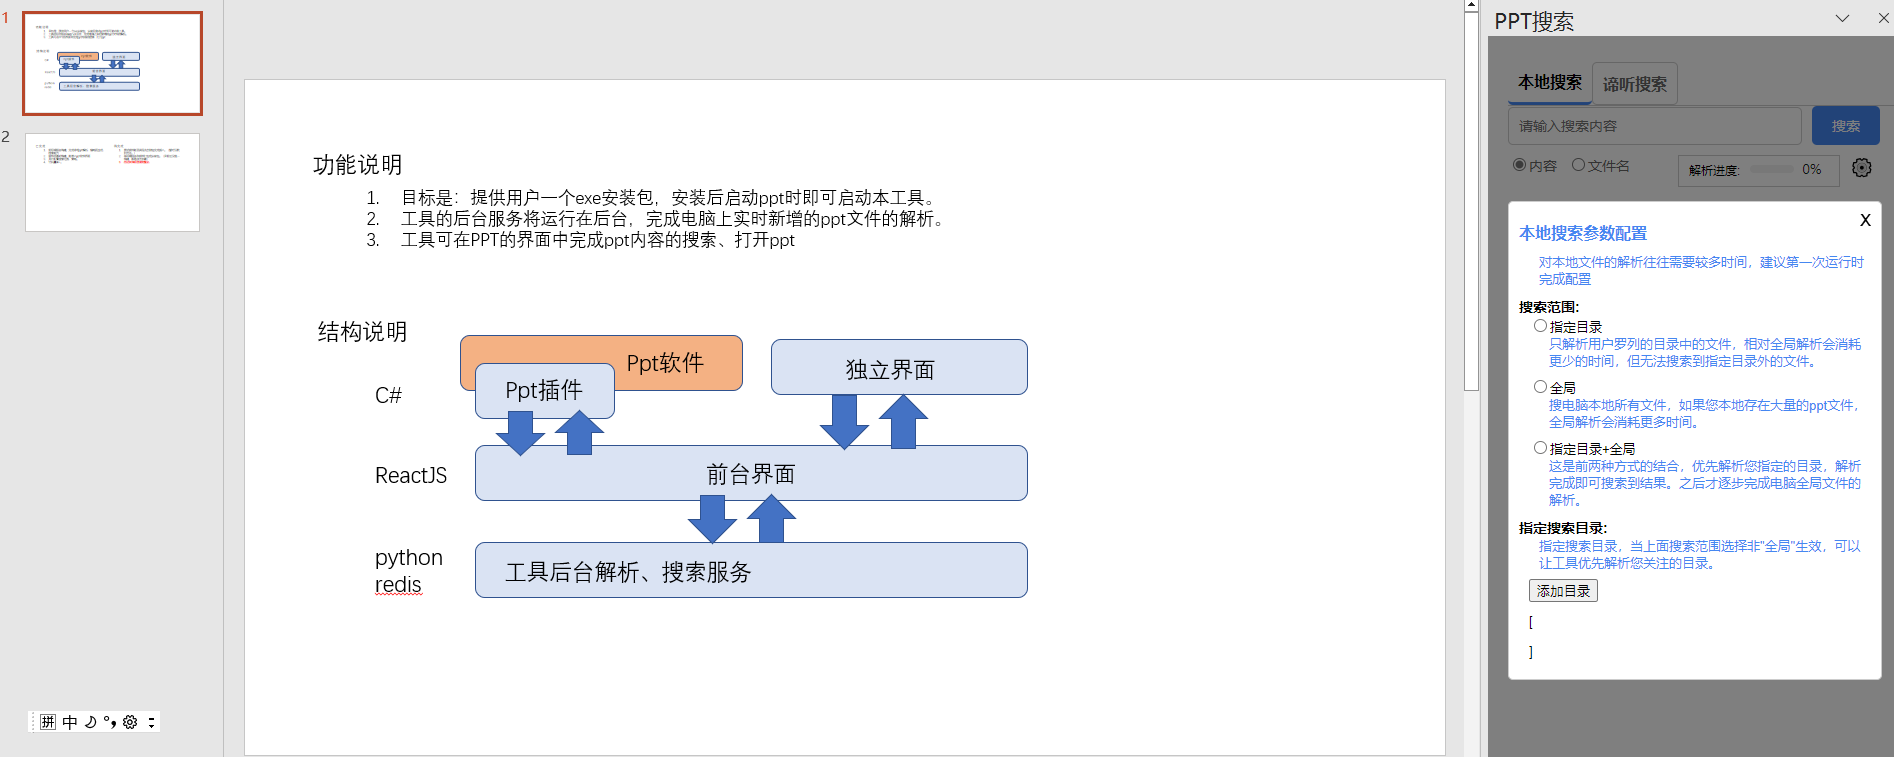 1
2
功能说明
1. 目标是：提供用户一个exe安装包，安装后启动ppt时即可启动本工具。
2. 工具的后台服务将运行在后台，完成电脑上实时新增的ppt文件的解析。
3. 工具可在PPT的界面中完成ppt内容的搜索、打开ppt
结构说明
Ppt软件
独立界面
Ppt插件
C#
ReactJS
前台界面
python
redis
工具后台解析、搜索服务
拼 中
PPT搜索
本地搜索 谛听搜索
请输入搜索内容 搜索
内容 文件名 解析进度: 0%
X
本地搜索参数配置
对本地文件的解析往往需要较多时间，建议第一次运行时
完成配置
搜索范围:
指定目录
只解析用户罗列的目录中的文件，相对全局解析会消耗
更少的时间，但无法搜索到指定目录外的文件。
全局
搜电脑本地所有文件，如果您本地存在大量的ppt文件，
全局解析会消耗更多时间。
指定目录+全局
这是前两种方式的结合，优先解析您指定的目录，解析
完成即可搜索到结果。之后才逐步完成电脑全局文件的
解析。
指定搜索目录:
指定搜索目录，当上面搜索范围选择非"全局"生效，可以
让工具优先解析您关注的目录。
添加目录
[
]